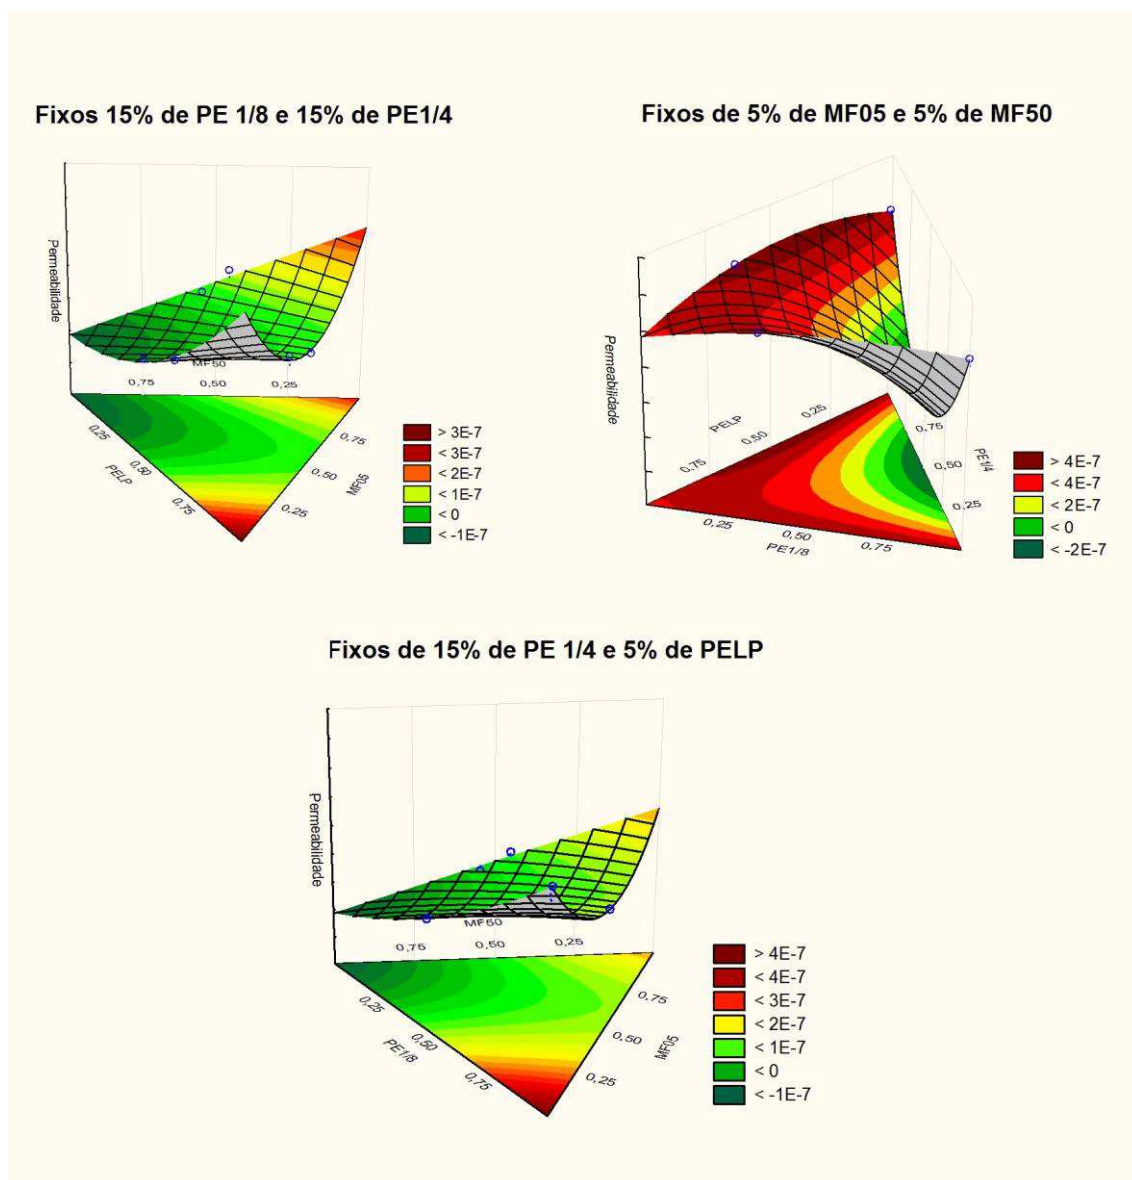 Fixos 15% de PE 1/8 e 15% de PE1/4
Permeabilidade
MF50
0,75
0,50
0,25
0,25
PELP
0,50
0,75
0,75
0,50
MF05
0,25
> 3E-7
< 3E-7
< 2E-7
< 1E-7
< 0
< -1E-7
Fixos de 5% de MF05 e 5% de MF50
Permeabilidade
PELP
0,25
0,50
0,75
0,75
PE1/4
0,50
0,25
0,25
0,50
PE1/8
0,75
> 4E-7
< 4E-7
< 2E-7
< 0
< -2E-7
Fixos de 15% de PE 1/4 e 5% de PELP
Permeabilidade
MF50
0,75
0,50
0,25
0,25
0,50
PE1/8
0,75
0,75
0,50
MF05
0,25
> 4E-7
< 4E-7
< 3E-7
< 2E-7
< 1E-7
< 0
< -1E-7